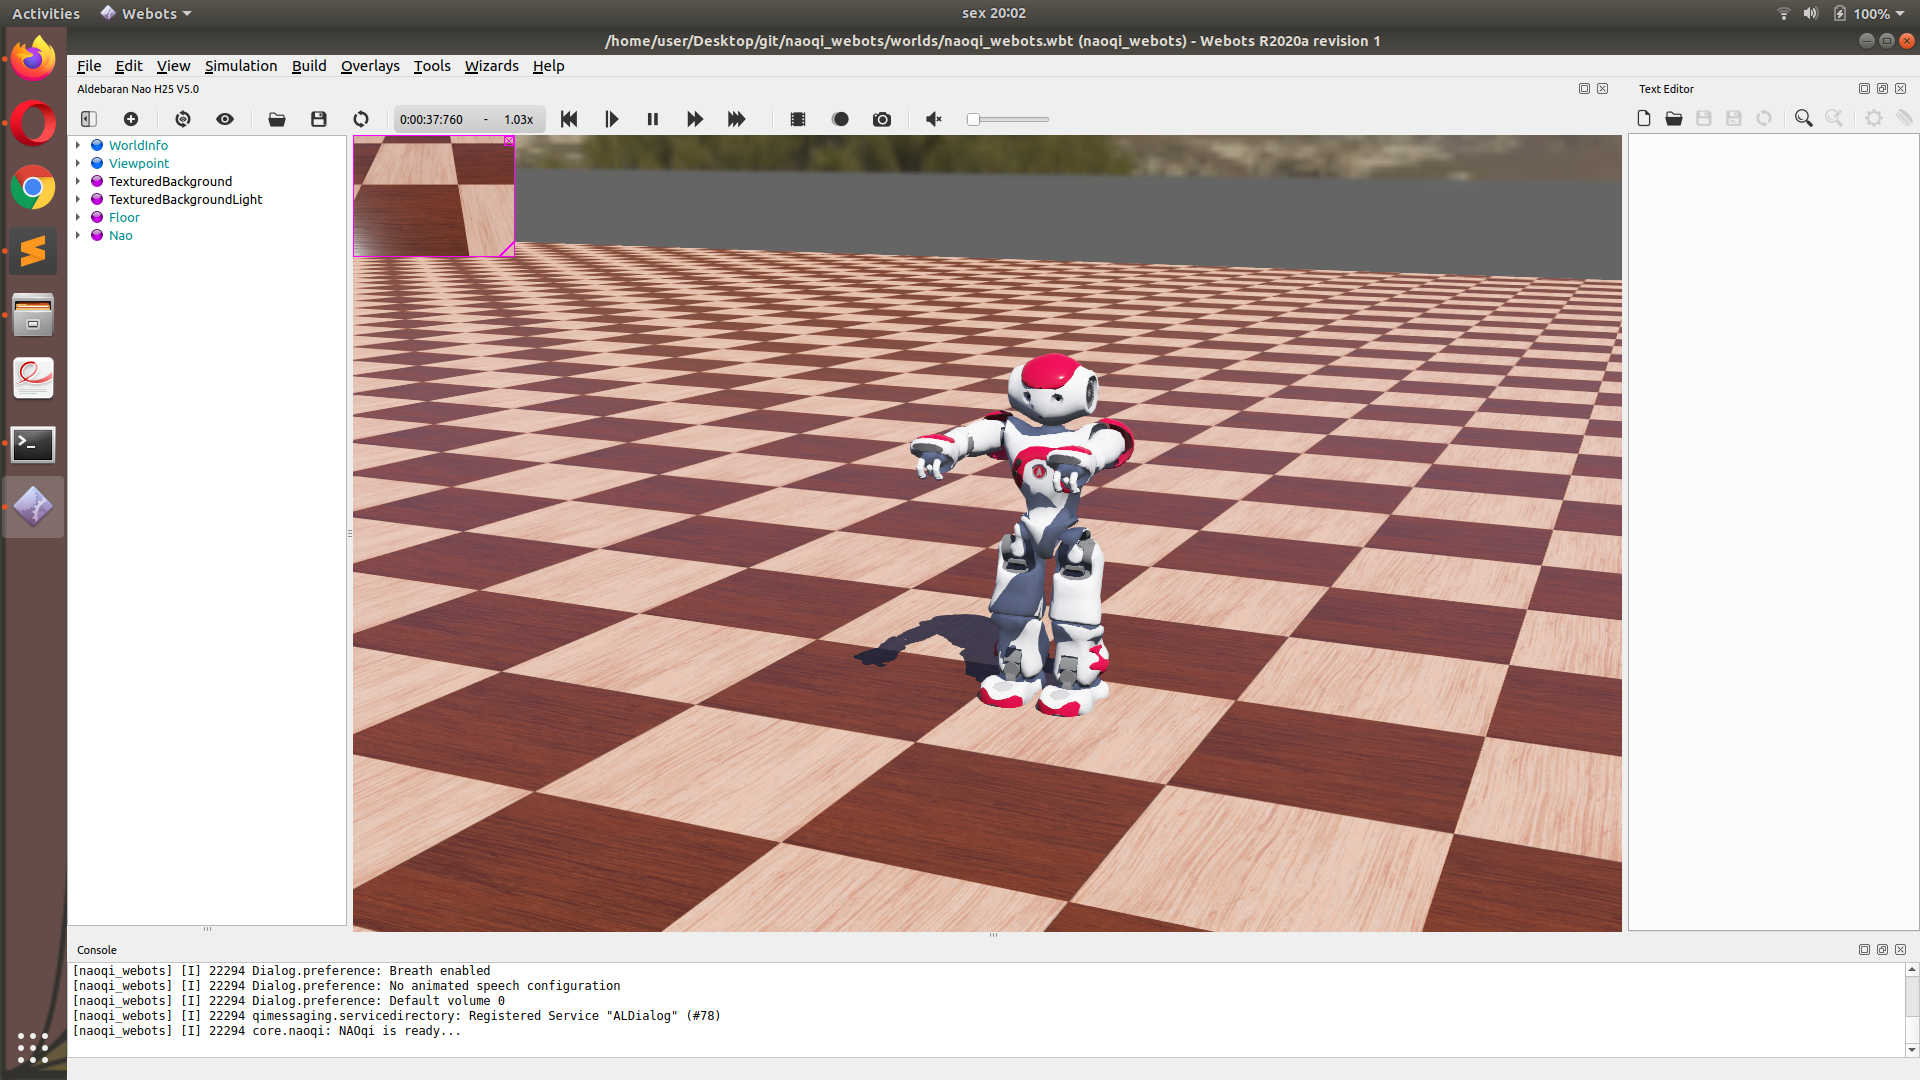 Activities
Webots
sex 20:02
100%
/home/user/Desktop/git/naoqi_webots/worlds/naoqi_webots.wbt (naoqi_webots) - Webots R2020a revision 1
File Edit View Simulation Build Overlays Tools Wizards Help
Aldebaran Nao H25 V5.0
Text Editor
0:00:37:760 - 1.03x
WorldInfo
Viewpoint
TexturedBackground
TexturedBackgroundLight
Floor
Nao
Console
[naoqi_webots] [I] 22294 Dialog.preference: Breath enabled
[naoqi_webots] [I] 22294 Dialog.preference: No animated speech configuration
[naoqi_webots] [I] 22294 Dialog.preference: Default volume 0
[naoqi_webots] [I] 22294 qimessaging.servicedirectory: Registered Service "ALDialog" (#78)
[naoqi_webots] [I] 22294 core.naoqi: NAOqi is ready...